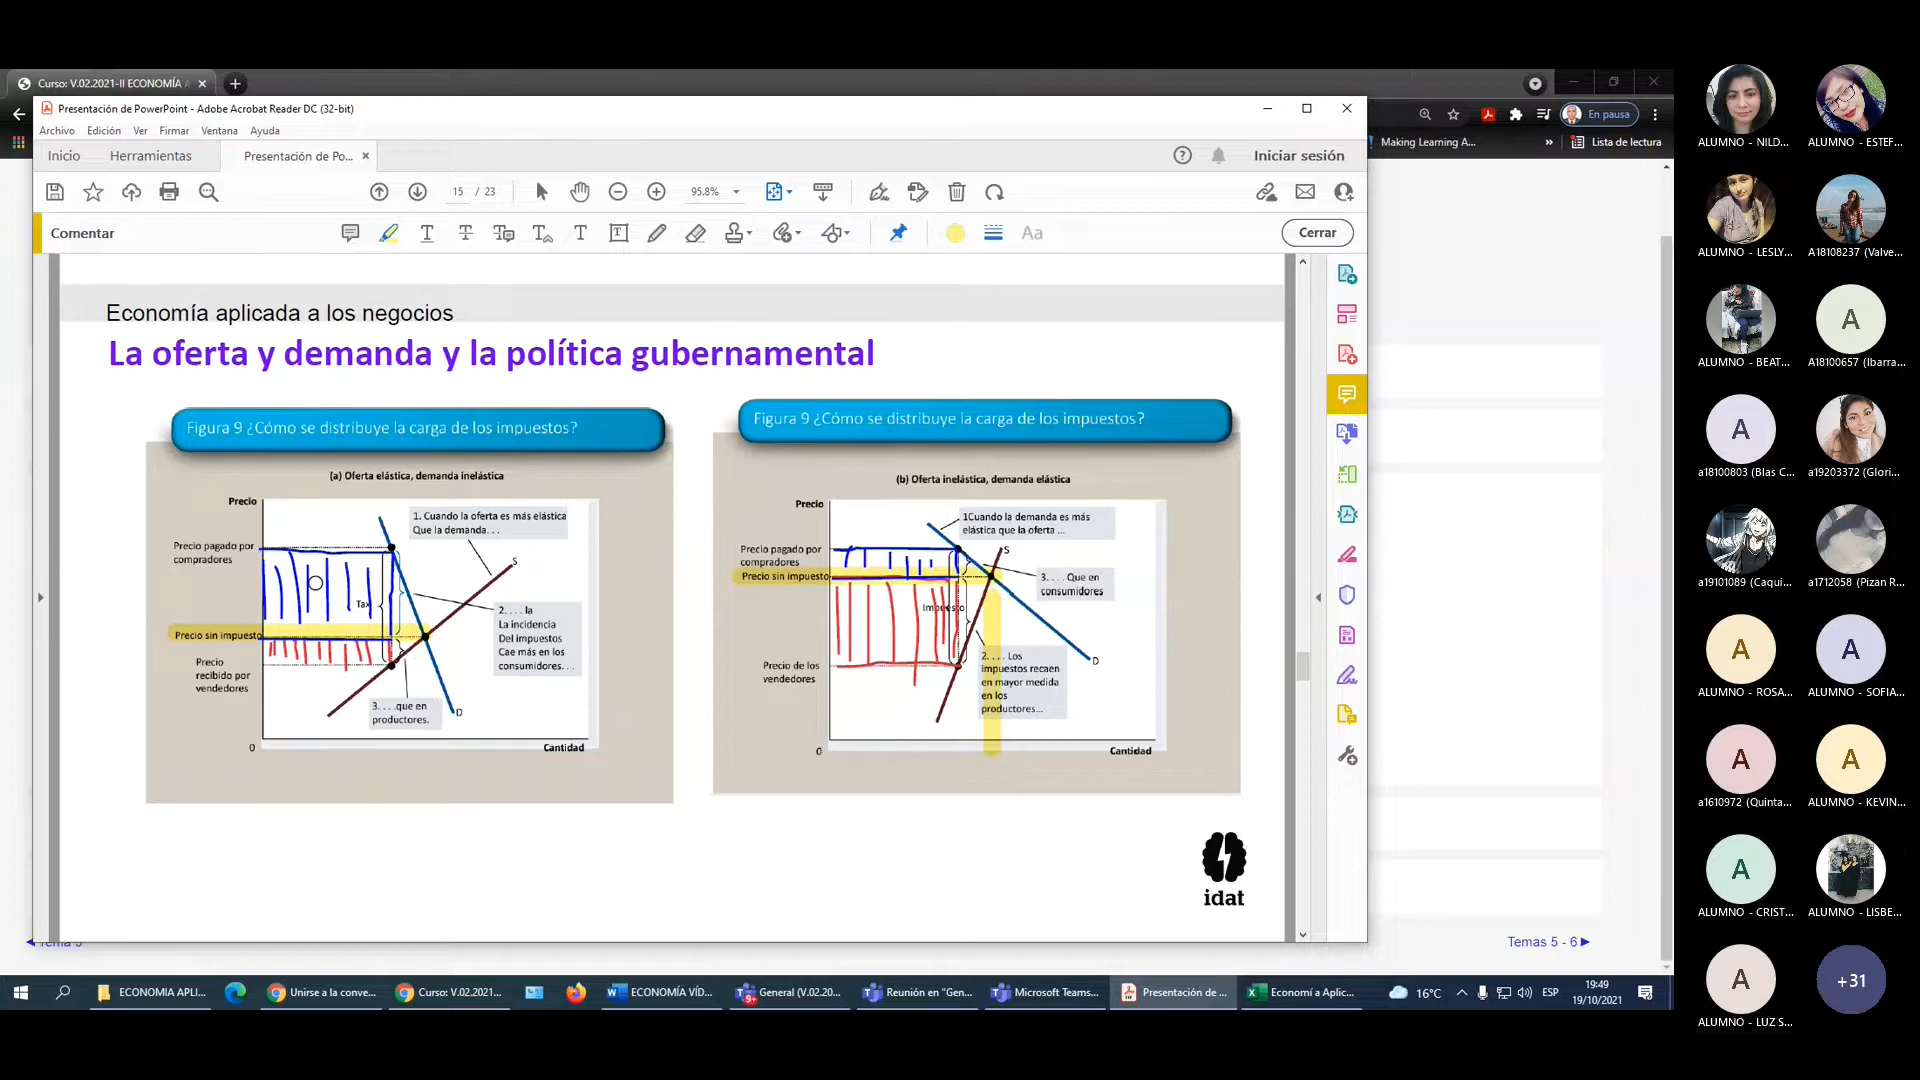 Curso: V.02.2021-II ECONOMÍA A
Presentación de PowerPoint - Adobe Acrobat Reader DC (32-bit)
Archivo Edición Ver Firmar Ventana Ayuda
En pausa
Making Learning A...
»
Lista de lectura
Inicio Herramientas Presentación de Po... Iniciar sesión
15 / 23 95.8%
Comentar Cerrar
Economía aplicada a los negocios
La oferta y demanda y la política gubernamental
Figura 9 ¿Cómo se distribuye la carga de los impuestos?
(a) Oferta elástica, demanda inelástica
Precio
1. Cuando la oferta es más elástica
Que la demanda. . .
Precio pagado por
compradores
S
Tax
2. . . . la
La incidencia
Del impuestos
Cae más en los
consumidores. . .
Precio sin impuesto
Precio
recibido por
vendedores
3. . . .que en
productores.
D
0
Cantidad
Figura 9 ¿Cómo se distribuye la carga de los impuestos?
(b) Oferta inelástica, demanda elástica
Precio
1Cuando la demanda es más
elástica que la oferta ...
Precio pagado por
compradores
S
Precio sin impuesto
3. . . . Que en
consumidores
Impuesto
2. . . . Los
impuestos recaen
en mayor medida
en los
productores...
Precio de los
vendedores
D
0
Cantidad
idat
Tema 3
Temas 5 - 6
ECONOMIA APLI...
Unirse a la conve...
Curso: V.02.2021...
ECONOMÍA VÍD...
General (V.02.20...
Reunión en "Gen...
Microsoft Teams...
Presentación de ...
Economí a Aplic...
16°C
ESP
19:49
19/10/2021
ALUMNO - NILD...
ALUMNO - ESTEF...
ALUMNO - LESLY...
A18108237 (Valve...
ALUMNO - BEAT...
A
A18100657 (Ibarra...
A
a18100803 (Blas C...
a19203372 (Glori...
a19101089 (Caqui...
a1712058 (Pizan R...
A
ALUMNO - ROSA...
A
ALUMNO - SOFIA...
A
a1610972 (Quinta...
A
ALUMNO - KEVIN...
A
ALUMNO - CRIST...
ALUMNO - LISBE...
A
ALUMNO - LUZ S...
+31